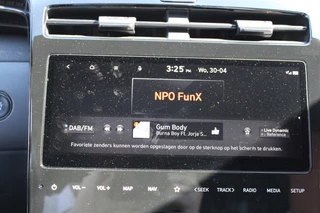 3:25 PM Wo, 30-04
NPO FunX
DAB/FM
Gum Body
Burna Boy Ft. Jorja S...
Live Dynamic
Reference
Favoriete zenders kunnen worden opgeslagen door op de sterknop op het scherm te drukken.
VOL− VOL+ MAP NAV ☆ <SEEK TRACK> RADIO MEDIA SETUP